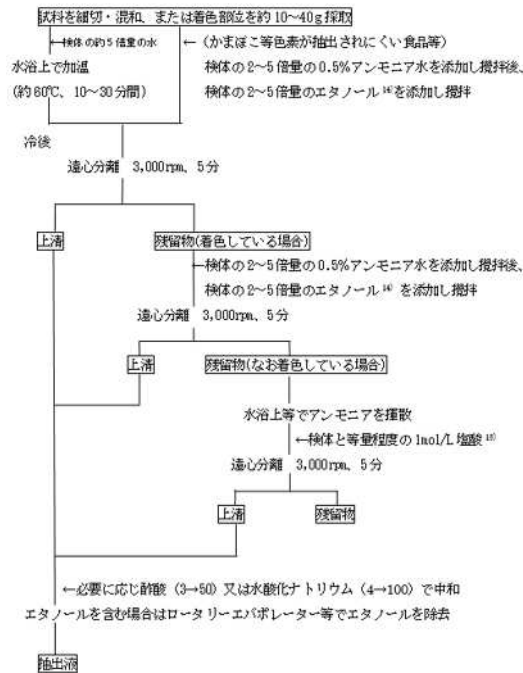 試料を細切・混和、または着色部位を約10～40g採取
←検体の約5倍量の水
←(かまぼこ等色素が抽出されにくい食品等)
水浴上で加温
検体の2～5倍量の0.5%アンモニア水を添加し攪拌後、
(約60℃、10～30分間)
検体の2～5倍量のエタノール¹⁴⁾を添加し攪拌
冷後
遠心分離 3,000rpm、5分
上清
残留物(着色している場合)
←検体の2～5倍量の0.5%アンモニア水を添加し攪拌後、
検体の2～5倍量のエタノール¹⁴⁾を添加し攪拌
遠心分離 3,000rpm、5分
上清
残留物(なお着色している場合)
水浴上等でアンモニアを揮散
←検体と等量程度の1mol/L塩酸¹⁵⁾
遠心分離 3,000rpm、5分
上清
残留物
←必要に応じ酢酸(3→50)又は水酸化ナトリウム(4→100)で中和
エタノールを含む場合はロータリーエバポレーター等でエタノールを除去
抽出液